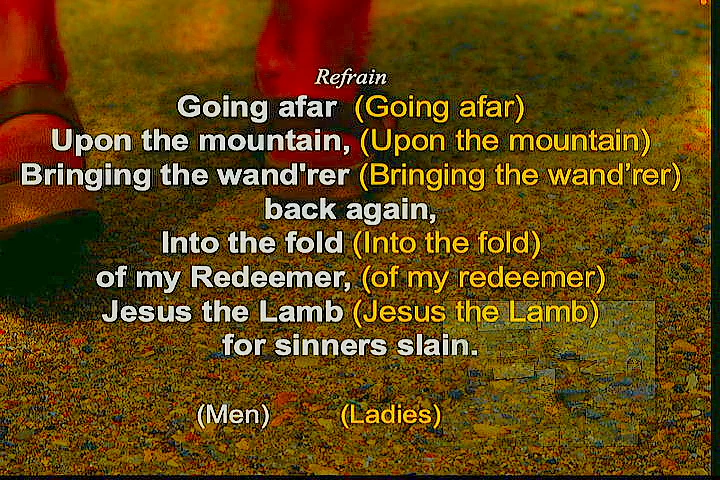 Refrain
Going afar (Going afar)
Upon the mountain, (Upon the mountain)
Bringing the wand'rer (Bringing the wand’rer)
back again,
Into the fold (Into the fold)
of my Redeemer, (of my redeemer)
Jesus the Lamb (Jesus the Lamb)
for sinners slain.
(Men) (Ladies)